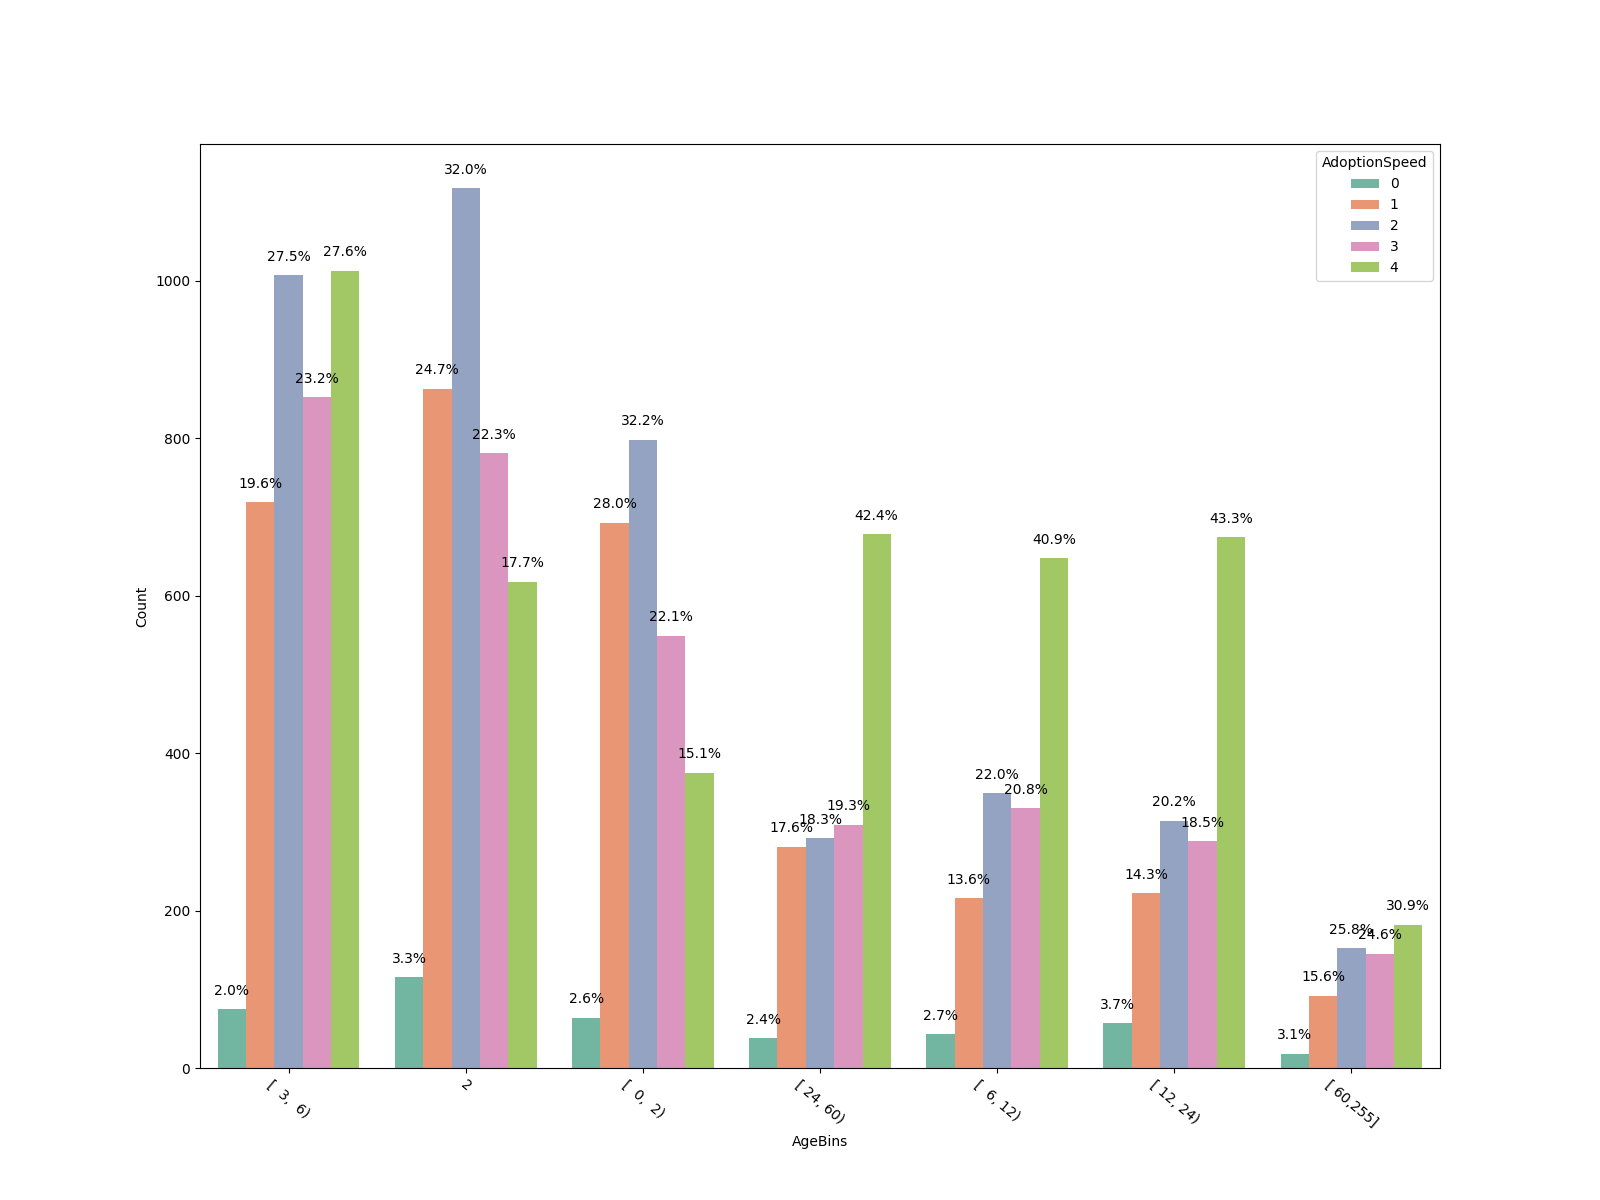 AdoptionSpeed
0
1
2
3
4
32.0%
27.5% 27.6%
1000
23.2% 24.7%
32.2%
800
22.3%
19.6% 28.0% 42.4% 40.9% 43.3%
17.7%
600
22.1%
15.1%
400
17.6% 18.3% 19.3% 22.0% 20.8% 20.2% 18.5%
13.6% 14.3%
200
25.8% 24.6% 30.9%
15.6%
2.0% 3.3% 2.6% 2.4% 2.7% 3.7% 3.1%
0
Count
[  3,  6) 2 [  0,  2) [ 24, 60) [  6, 12) [ 12, 24) [ 60,255]
AgeBins